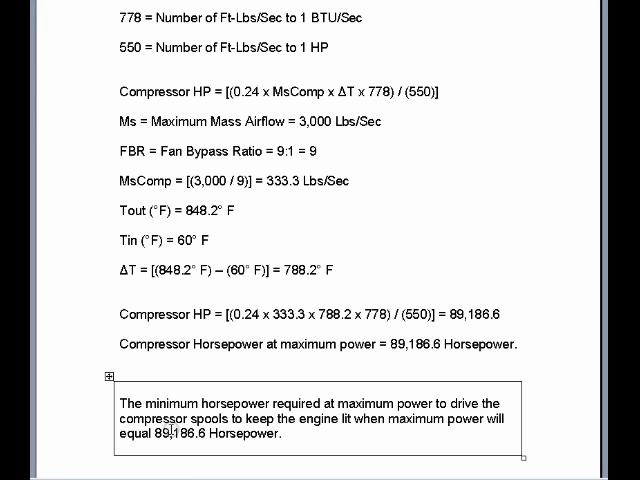 778 = Number of Ft-Lbs/Sec to 1 BTU/Sec
550 = Number of Ft-Lbs/Sec to 1 HP
Compressor HP = [(0.24 x MsComp x ΔT x 778) / (550)]
Ms = Maximum Mass Airflow = 3,000 Lbs/Sec
FBR = Fan Bypass Ratio = 9:1 = 9
MsComp = [(3,000 / 9)] = 333.3 Lbs/Sec
Tout (°F) = 848.2° F
Tin (°F) = 60° F
ΔT = [(848.2° F) – (60° F)] = 788.2° F
Compressor HP = [(0.24 x 333.3 x 788.2 x 778) / (550)] = 89,186.6
Compressor Horsepower at maximum power = 89,186.6 Horsepower.
The minimum horsepower required at maximum power to drive the
compressor spools to keep the engine lit when maximum power will
equal 89,186.6 Horsepower.